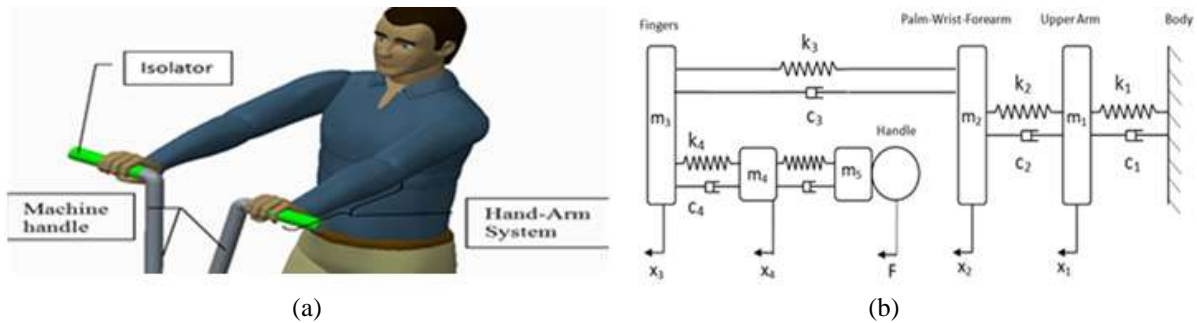 Isolator
Machine
handle
Hand-Arm
System
(a)
Fingers
Palm-Wrist-Forearm
Upper Arm
Body
k3
k2
k1
m3
c3
m2
m1
Handle
k4
c2
c1
m4
m5
c4
x3
x4
F
x2
x1
(b)